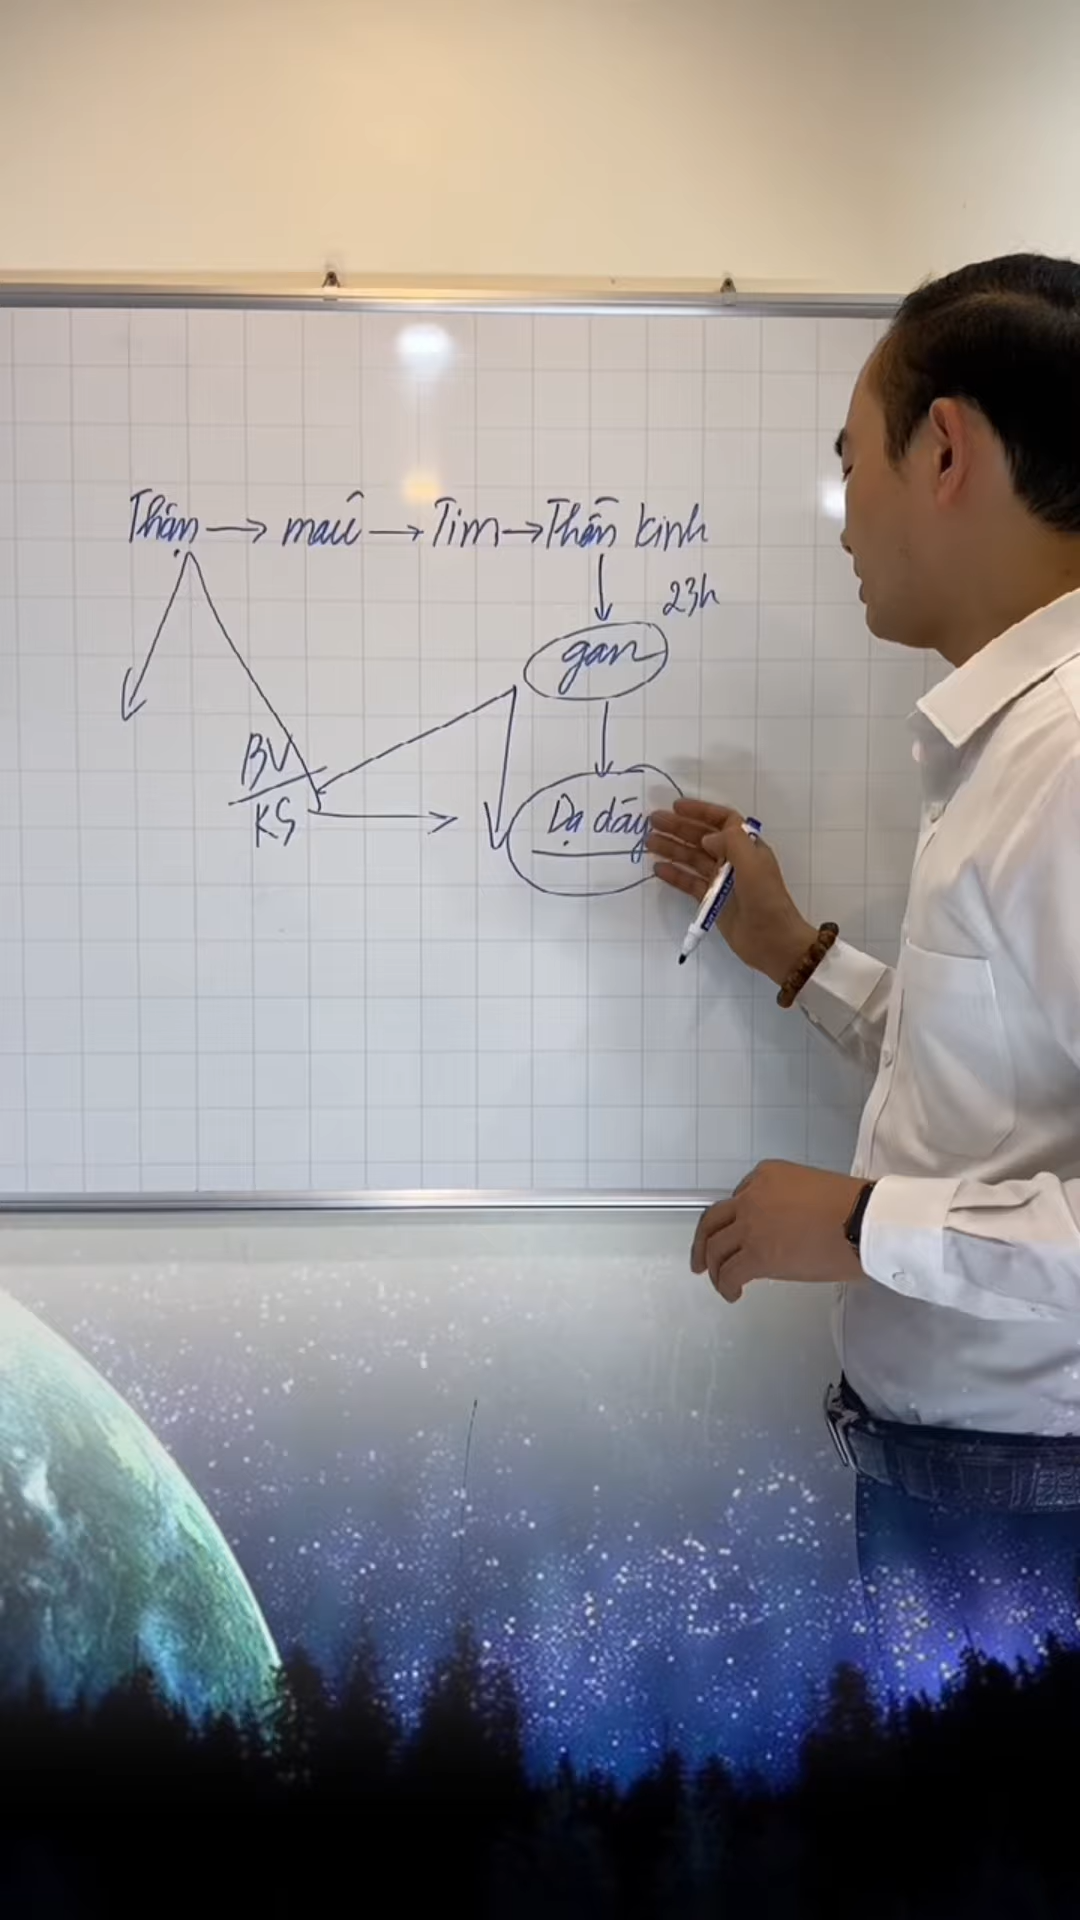 Thận → máu → Tim → Thần kinh
23h
gan
BV
KS
Dạ dày